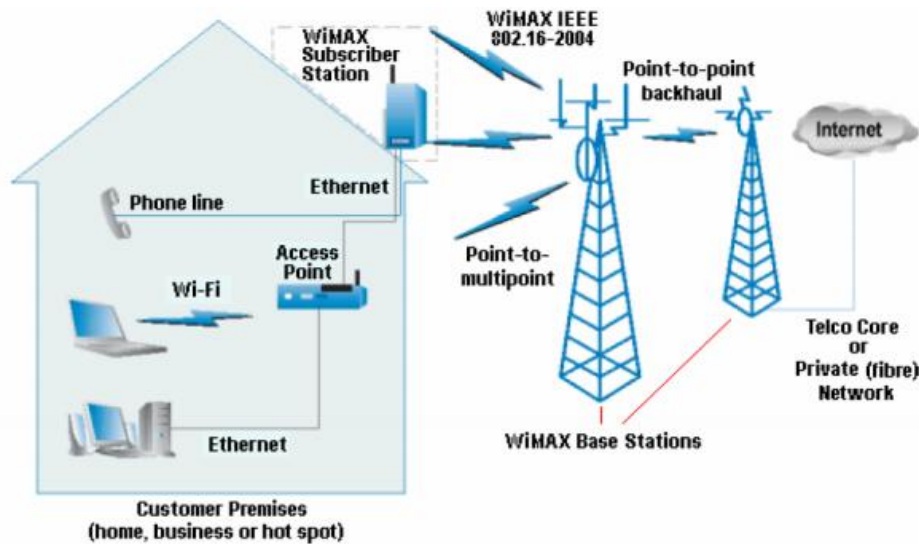 WiMAX
Subscriber
Station
WiMAX IEEE
802.16-2004
Point-to-point
backhaul
Internet
Ethernet
Phone line
Access
Point
Wi-Fi
Point-to-
multipoint
Ethernet
Telco Core
or
Private (fibre)
Network
WiMAX Base Stations
Customer Premises
(home, business or hot spot)